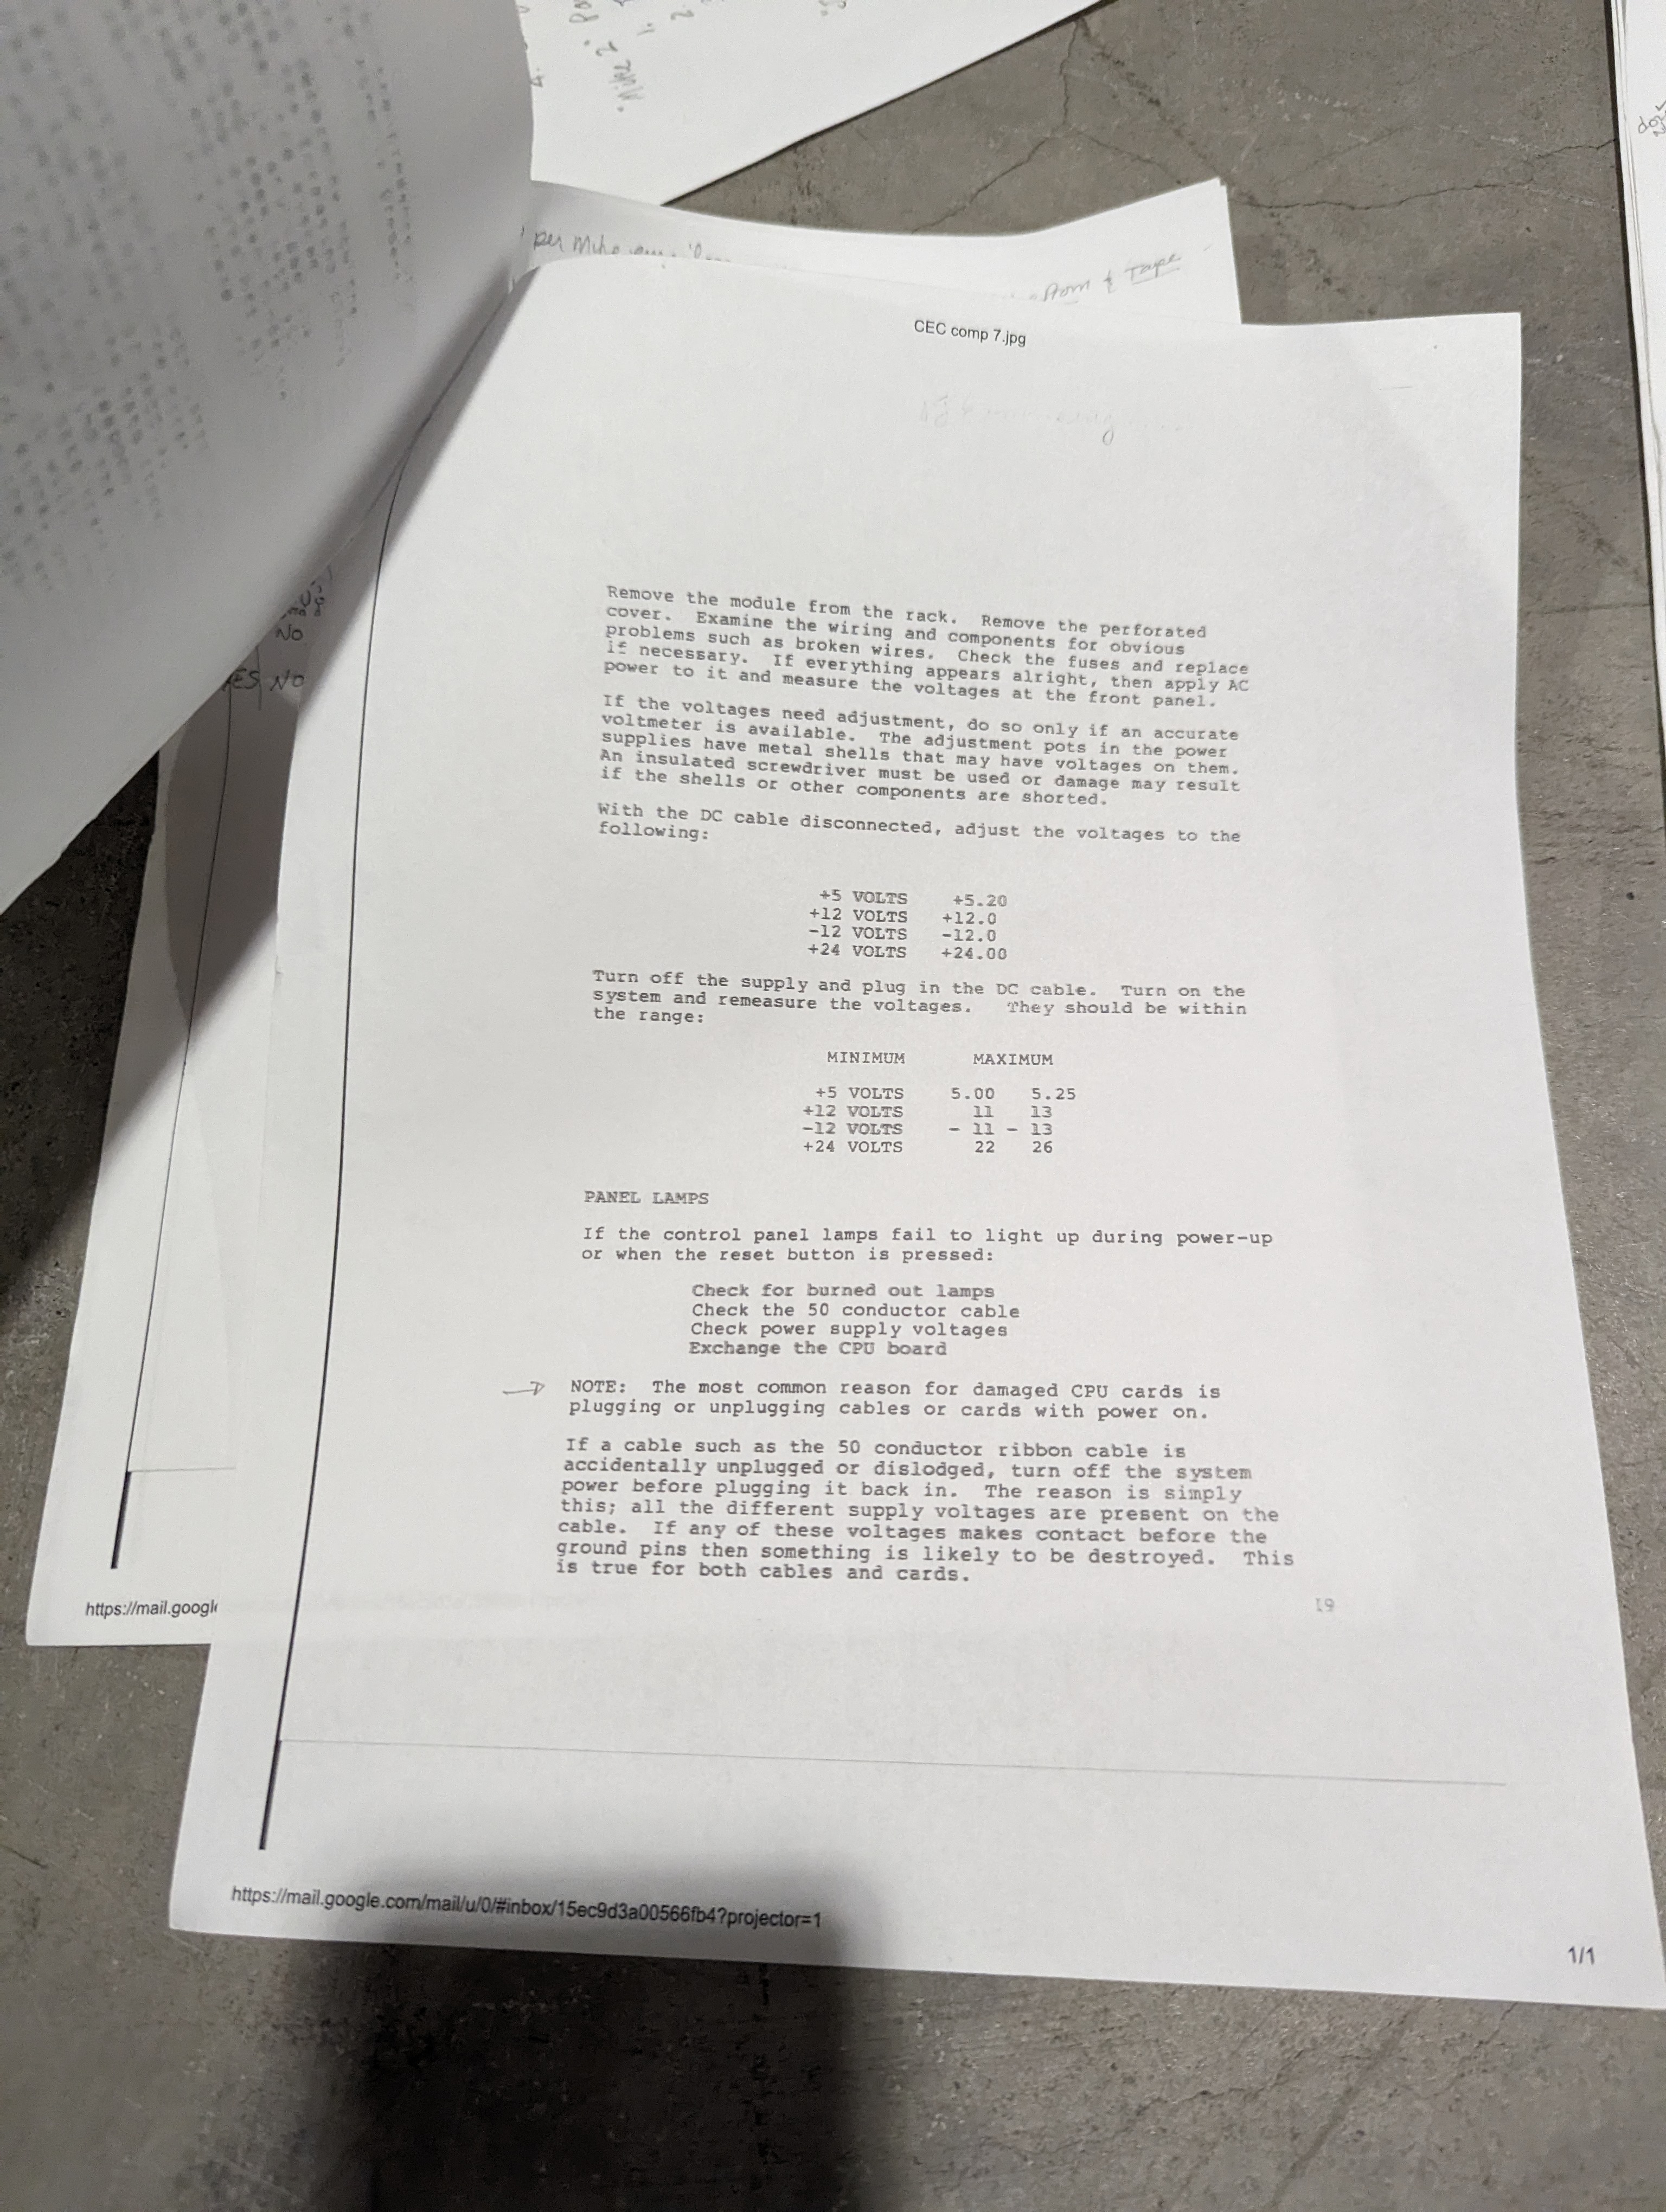 per Mike
Tape
CEC comp 7.jpg
Remove the module from the rack.  Remove the perforated
cover.  Examine the wiring and components for obvious
problems such as broken wires.  Check the fuses and replace
if necessary.  If everything appears alright, then apply AC
power to it and measure the voltages at the front panel.
If the voltages need adjustment, do so only if an accurate
voltmeter is available.  The adjustment pots in the power
supplies have metal shells that may have voltages on them.
An insulated screwdriver must be used or damage may result
if the shells or other components are shorted.
With the DC cable disconnected, adjust the voltages to the
following:
+5 VOLTS +5.20
+12 VOLTS +12.0
-12 VOLTS -12.0
+24 VOLTS +24.00
Turn off the supply and plug in the DC cable.  Turn on the
system and remeasure the voltages.  They should be within
the range:
MINIMUM MAXIMUM
+5 VOLTS 5.00 5.25
+12 VOLTS 11 13
-12 VOLTS - 11 - 13
+24 VOLTS 22 26
PANEL LAMPS
If the control panel lamps fail to light up during power-up
or when the reset button is pressed:
Check for burned out lamps
Check the 50 conductor cable
Check power supply voltages
Exchange the CPU board
NOTE:  The most common reason for damaged CPU cards is
plugging or unplugging cables or cards with power on.
If a cable such as the 50 conductor ribbon cable is
accidentally unplugged or dislodged, turn off the system
power before plugging it back in.  The reason is simply
this; all the different supply voltages are present on the
cable.  If any of these voltages makes contact before the
ground pins then something is likely to be destroyed.  This
is true for both cables and cards.
19
https://mail.google.com/mail/u/0/#inbox/15ec9d3a00566fb4?projector=1
1/1
NO
ES NO
https://mail.googl